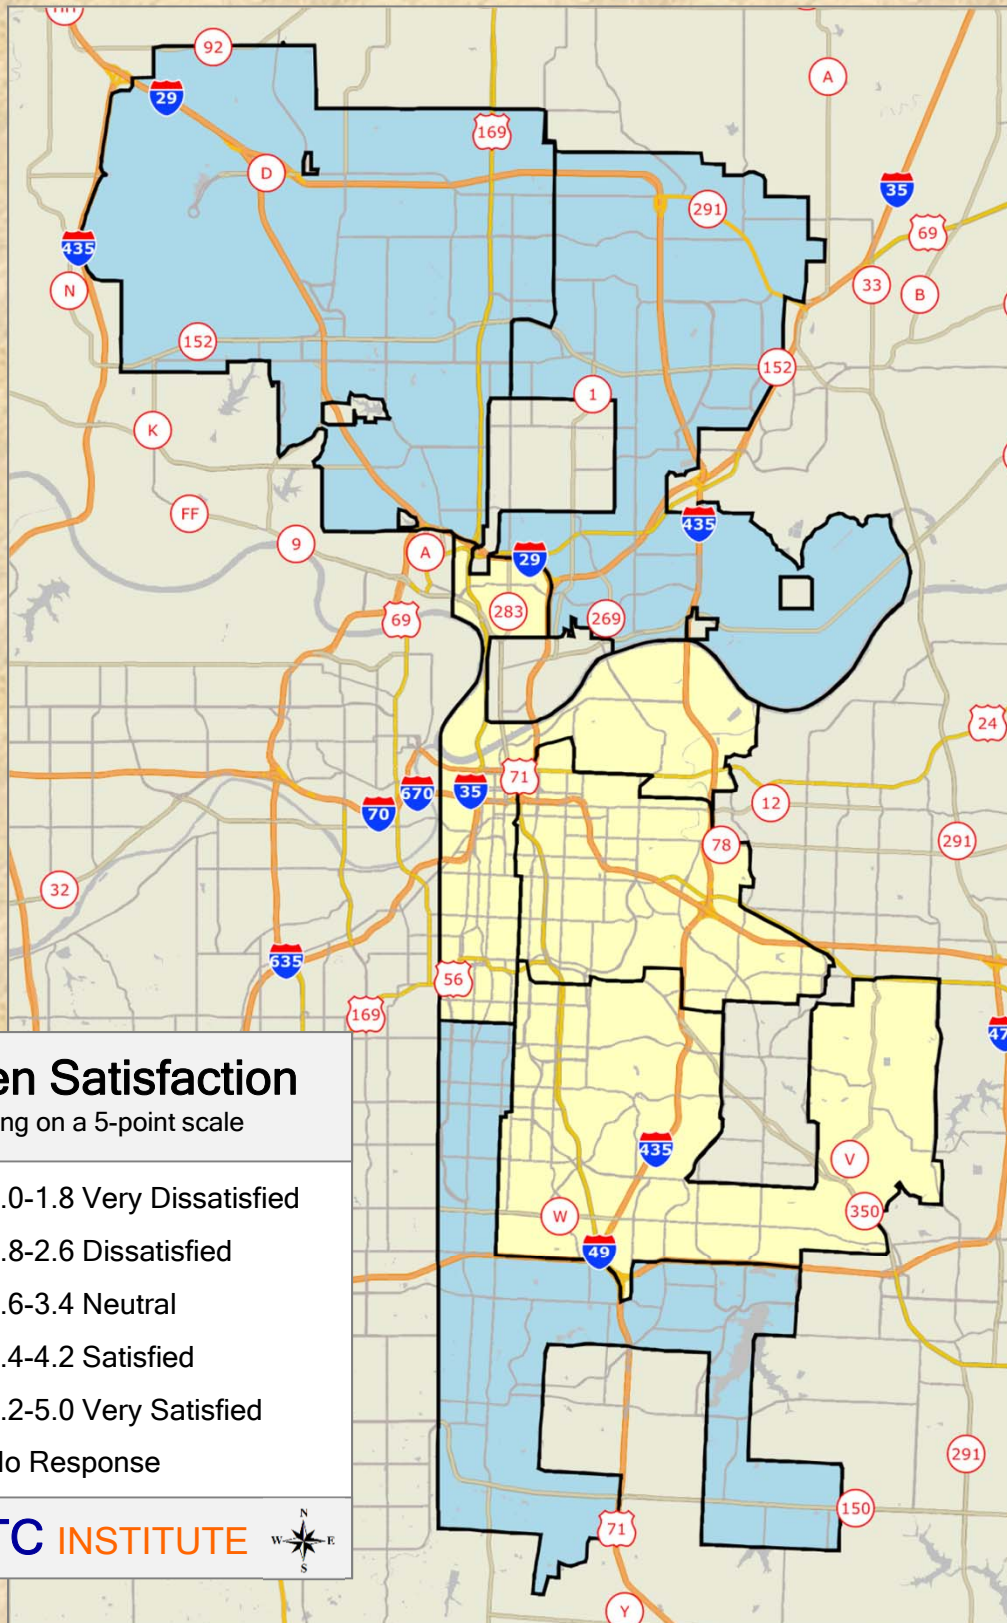 HH
92
29
A
169
D
35
291
69
435
N
33
B
152
152
1
K
FF
435
9
A
29
283
69
269
24
71
670
35
70
12
78
291
32
635
56
169
47
en Satisfaction
ng on a 5-point scale
435
V
.0-1.8 Very Dissatisfied
350
W
.8-2.6 Dissatisfied
49
.6-3.4 Neutral
.4-4.2 Satisfied
.2-5.0 Very Satisfied
291
lo Response
150
TC INSTITUTE
N
W E
S
71
Y